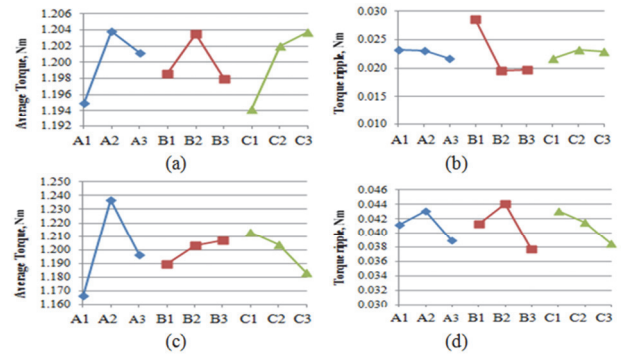 Average Torque, Nm
1.206
1.204
1.202
1.200
1.198
1.196
1.194
1.192
A1 A2 A3 B1 B2 B3 C1 C2 C3
(a)
Torque ripple, Nm
0.030
0.025
0.020
0.015
0.010
A1 A2 A3 B1 B2 B3 C1 C2 C3
(b)
Average Torque, Nm
1.250
1.240
1.230
1.220
1.210
1.200
1.190
1.180
1.170
1.160
A1 A2 A3 B1 B2 B3 C1 C2 C3
(c)
Torque ripple, Nm
0.046
0.044
0.042
0.040
0.038
0.036
0.034
0.032
0.030
A1 A2 A3 B1 B2 B3 C1 C2 C3
(d)